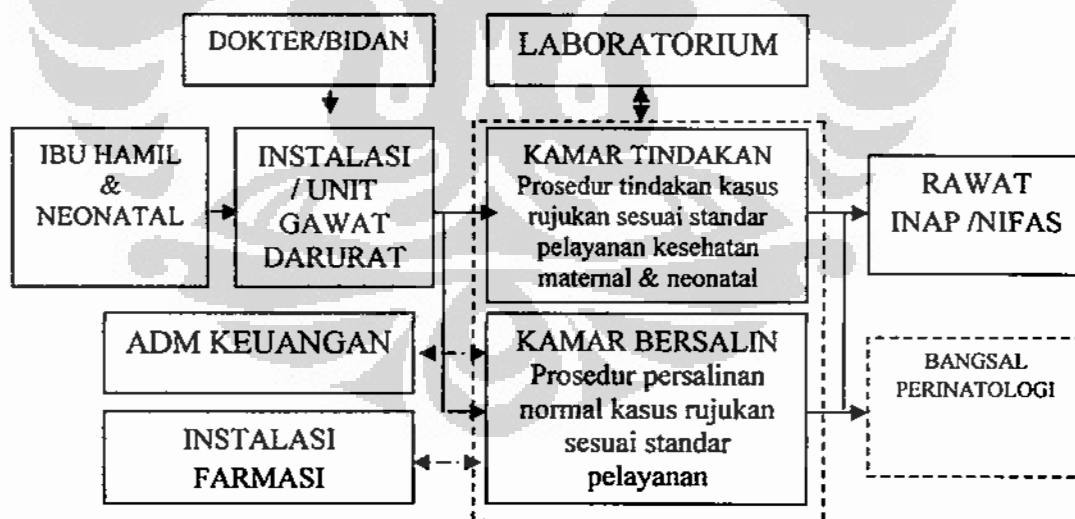 DOKTER/BIDAN
LABORATORIUM
IBU HAMIL
&
NEONATAL
INSTALASI
/ UNIT
GAWAT
DARURAT
KAMAR TINDAKAN
Prosedur tindakan kasus
rujukan sesuai standar
pelayanan kesehatan
maternal & neonatal
RAWAT
INAP /NIFAS
ADM KEUANGAN
KAMAR BERSALIN
Prosedur persalinan
normal kasus rujukan
sesuai standar
pelayanan
BANGSAL
PERINATOLOGI
INSTALASI
FARMASI